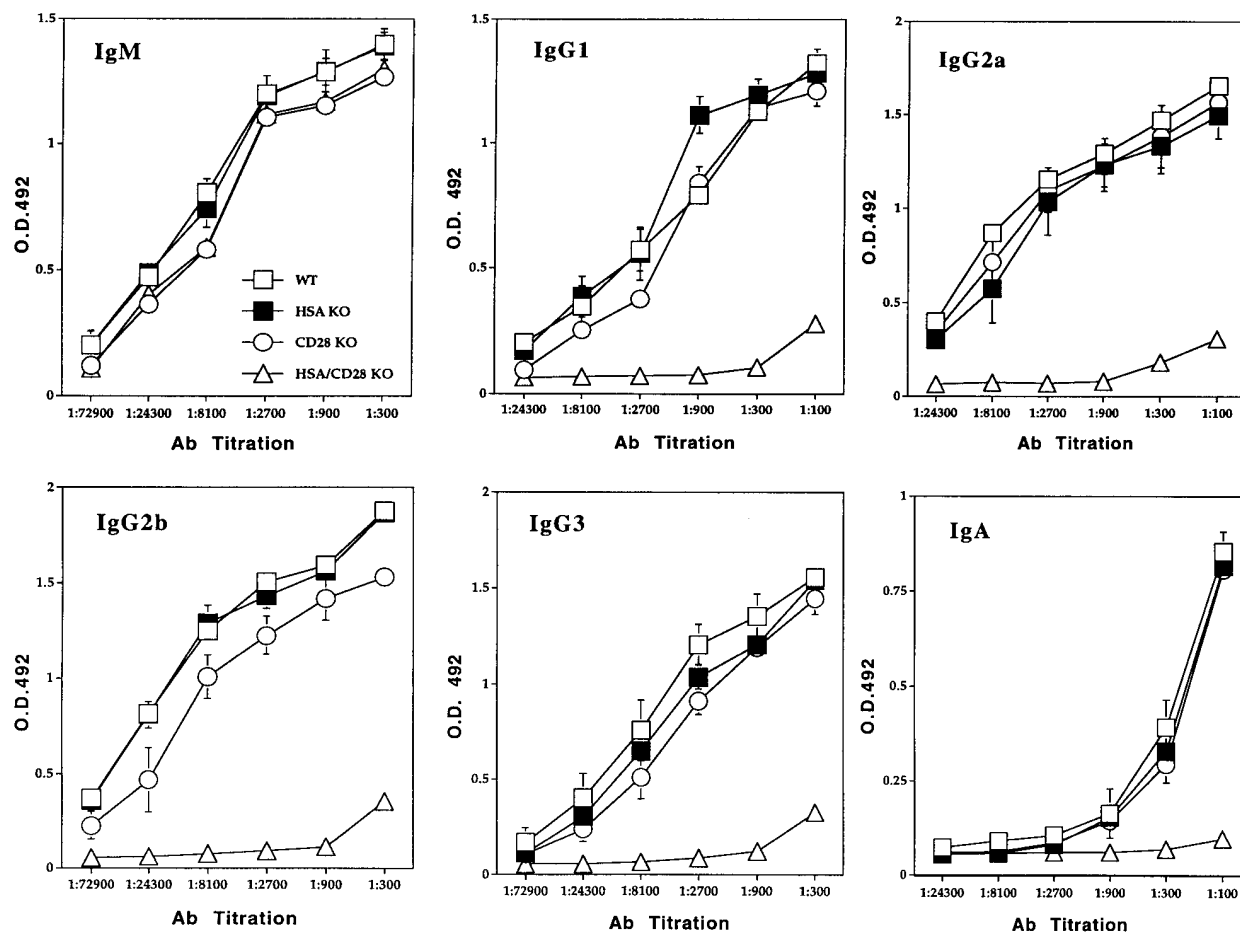 IgM
1.5
1
0.5
0
O.D.492
WT
HSA KO
CD28 KO
HSA/CD28 KO
1:72900 1:24300 1:8100 1:2700 1:900 1:300
Ab Titration
IgG1
1.5
1
0.5
0
O.D. 492
1:24300 1:8100 1:2700 1:900 1:300 1:100
Ab Titration
IgG2a
2
1.5
1
0.5
0
O.D.492
1:24300 1:8100 1:2700 1:900 1:300 1:100
Ab Titration
IgG2b
2
1.5
1
0.5
0
O.D.492
1:72900 1:24300 1:8100 1:2700 1:900 1:300
Ab Titration
IgG3
2
1.5
1
0.5
0
O.D. 492
1:72900 1:24300 1:8100 1:2700 1:900 1:300
Ab Titration
IgA
1
0.75
0.5
0.25
0
O.D.492
1:24300 1:8100 1:2700 1:900 1:300 1:100
Ab Titration